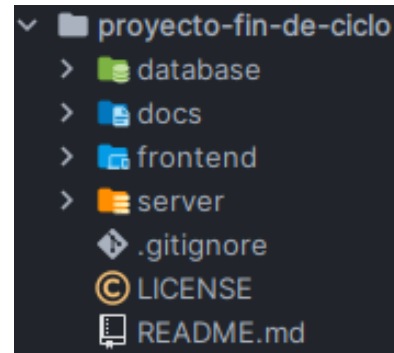 proyecto-fin-de-ciclo
database
docs
frontend
server
.gitignore
LICENSE
README.md